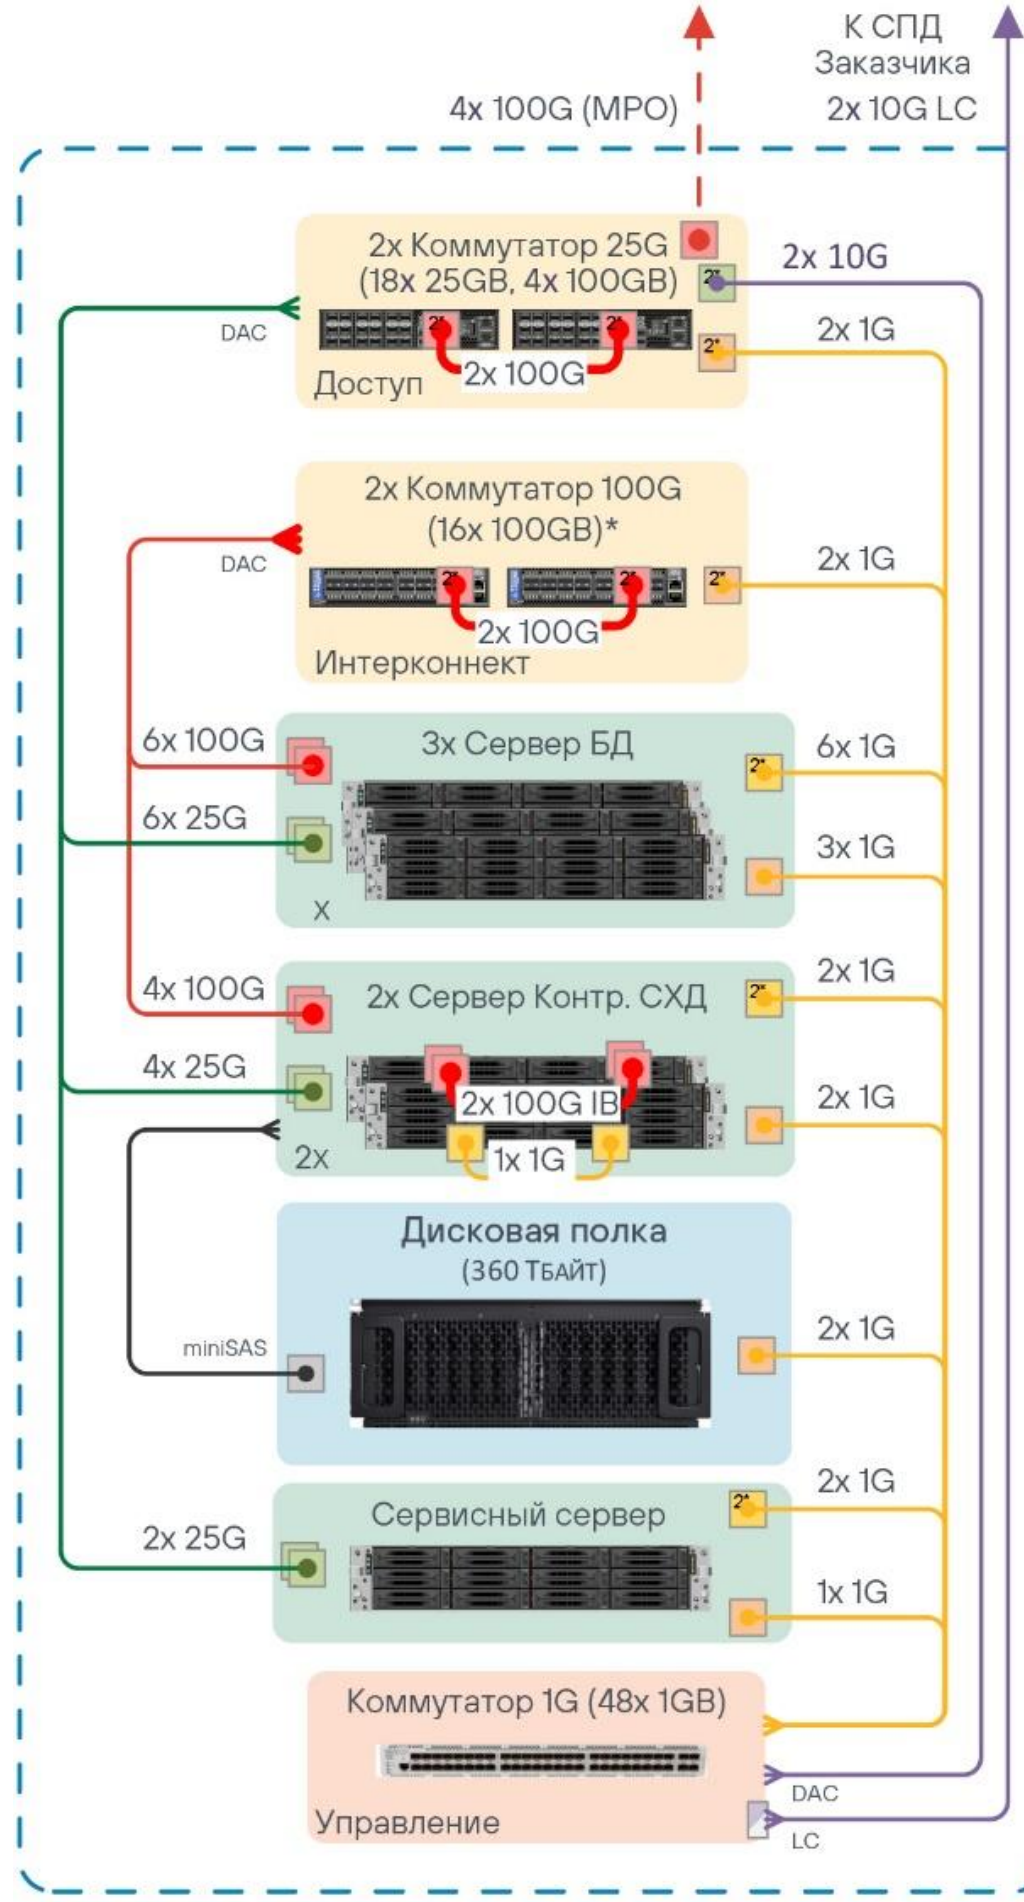 К СПД
Заказчика
4x 100G (MPO)
2x 10G LC
2x Коммутатор 25G
(18x 25GB, 4x 100GB)
2*
2x 10G
DAC
2*
2*
2*
2x 1G
2x 100G
Доступ
2x Коммутатор 100G
(16x 100GB)*
DAC
2*
2*
2*
2x 1G
2x 100G
Интерконнект
6x 100G
3x Сервер БД
2*
6x 1G
6x 25G
3x 1G
X
4x 100G
2x Сервер Контр. СХД
2*
2x 1G
4x 25G
2x 100G IB
2x 1G
2X
1x 1G
Дисковая полка
(360 ТБАЙТ)
miniSAS
2x 1G
Сервисный сервер
2*
2x 1G
2x 25G
1x 1G
Коммутатор 1G (48x 1GB)
DAC
Управление
LC